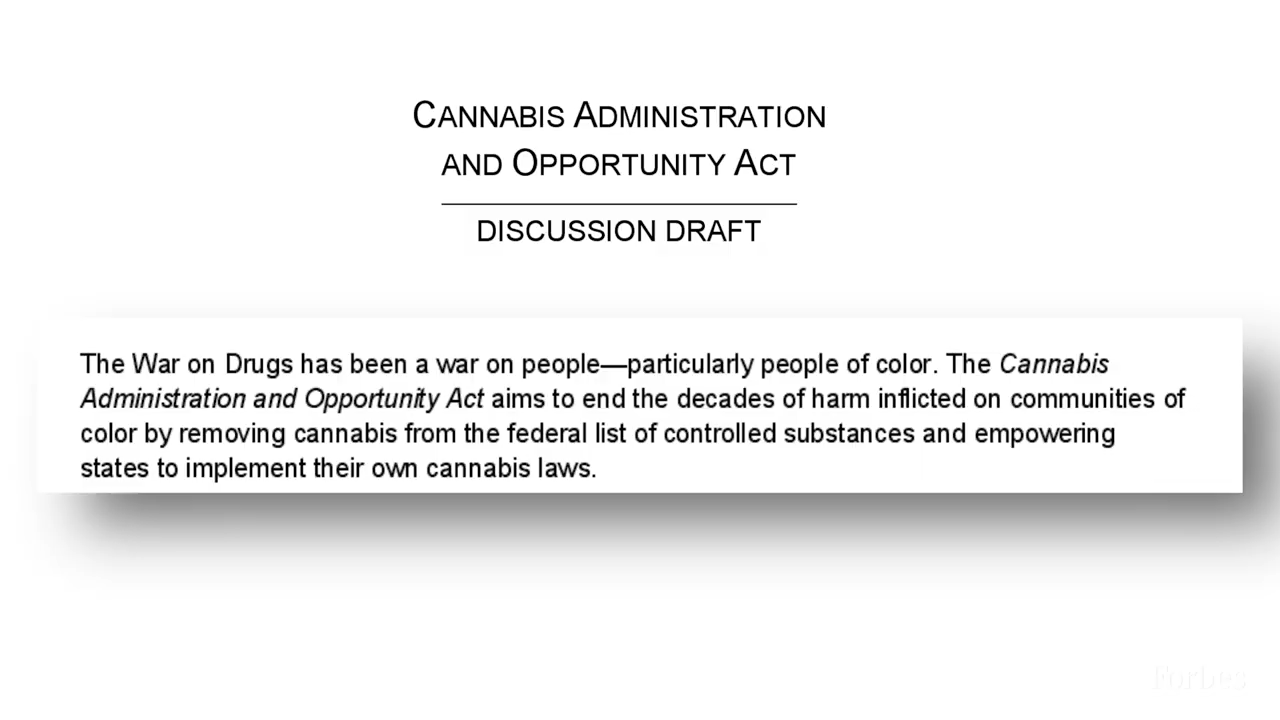 CANNABIS ADMINISTRATION
AND OPPORTUNITY ACT
DISCUSSION DRAFT
The War on Drugs has been a war on people—particularly people of color. The Cannabis
Administration and Opportunity Act aims to end the decades of harm inflicted on communities of
color by removing cannabis from the federal list of controlled substances and empowering
states to implement their own cannabis laws.
Forbes